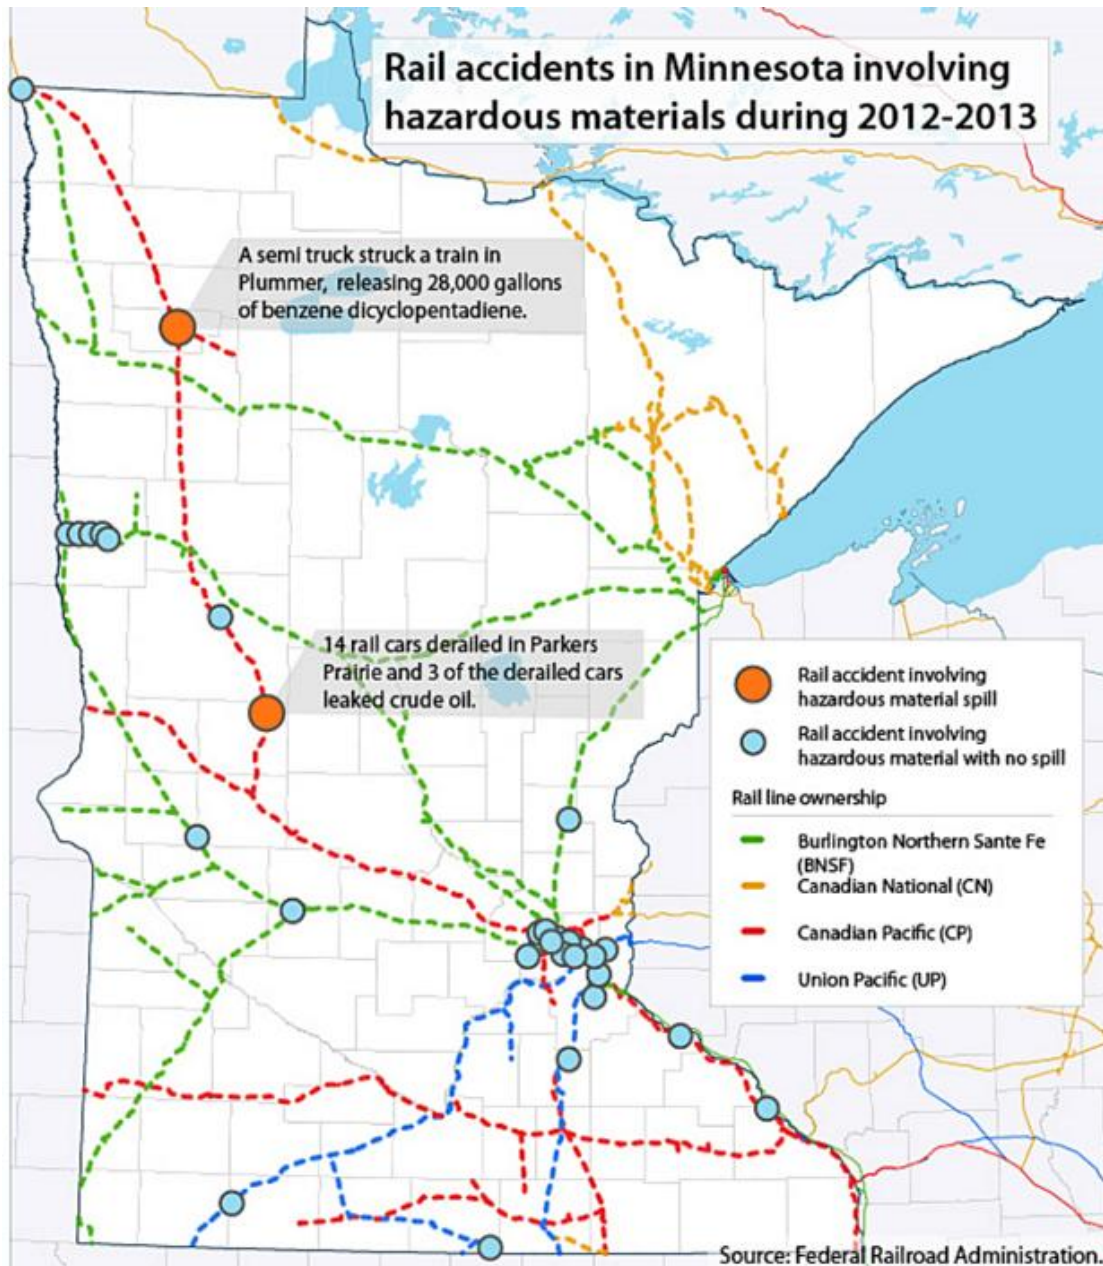 Rail accidents in Minnesota involving
hazardous materials during 2012-2013
A semi truck struck a train in
Plummer, releasing 28,000 gallons
of benzene dicyclopentadiene.
14 rail cars derailed in Parkers
Prairie and 3 of the derailed cars
leaked crude oil.
Rail accident involving
hazardous material spill
Rail accident involving
hazardous material with no spill
Rail line ownership
Burlington Northern Sante Fe
(BNSF)
Canadian National (CN)
Canadian Pacific (CP)
Union Pacific (UP)
Source: Federal Railroad Administration.